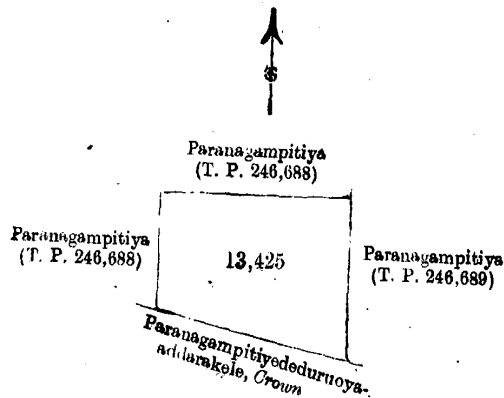 Paranagampitiya
(T. P. 246,688)
Paranagampitiya
(T. P. 246,688)
13,425
Paranagampitiya
(T. P. 246,689)
Paranagampitiyededuruoya-
addarakele, Crown